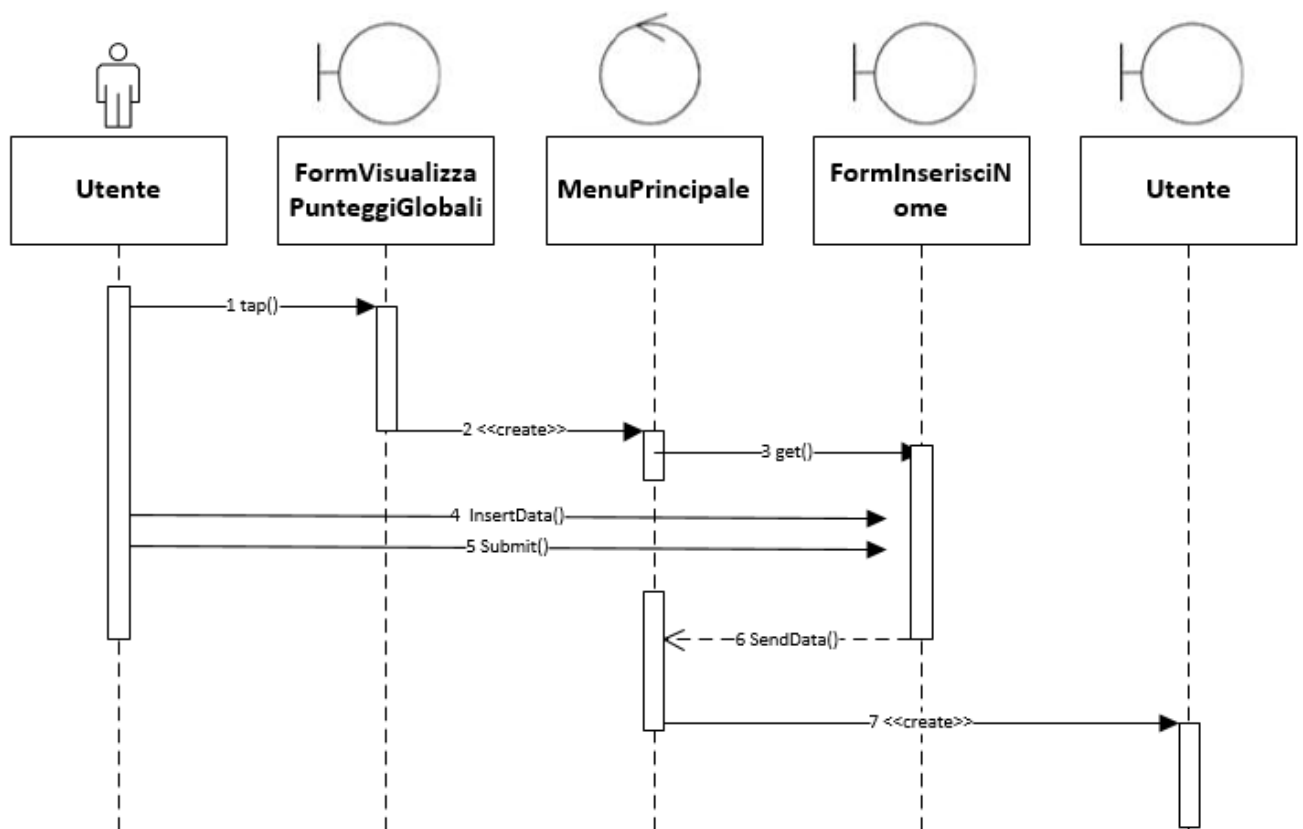 Utente
FormVisualizza
PunteggiGlobali
MenuPrincipale
FormInserisciN
ome
Utente
1 tap()
2 <<create>>
3 get()
4 InsertData()
5 Submit()
6 SendData()
7 <<create>>